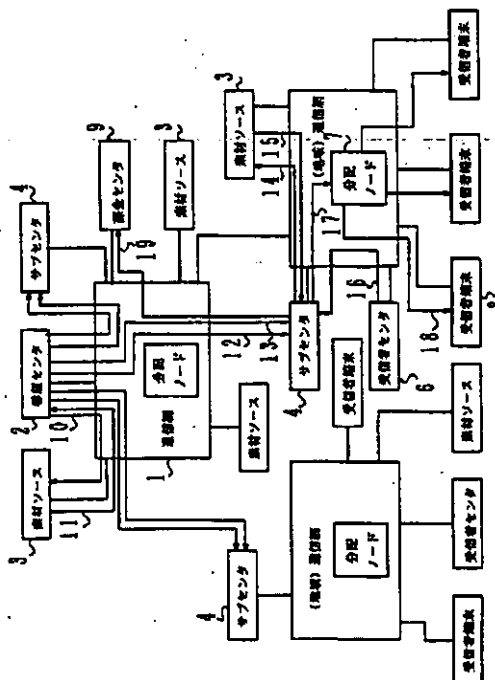 4
サブセンタ
9
課金センタ
19
3
素材ソース
2
番組センタ
10
3
素材ソース
11
分配
ノード
通信網
1
12
13
素材ソース
3
素材ソース
14
15
(地域) 通信網
7
分配
ノード
17
4
サブセンタ
16
受信者センタ
6
18
受信者端末
受信者端末
受信者端末
5
4
サブセンタ
受信者端末
(地域) 通信網
分配
ノード
素材ソース
受信者センタ
受信者端末